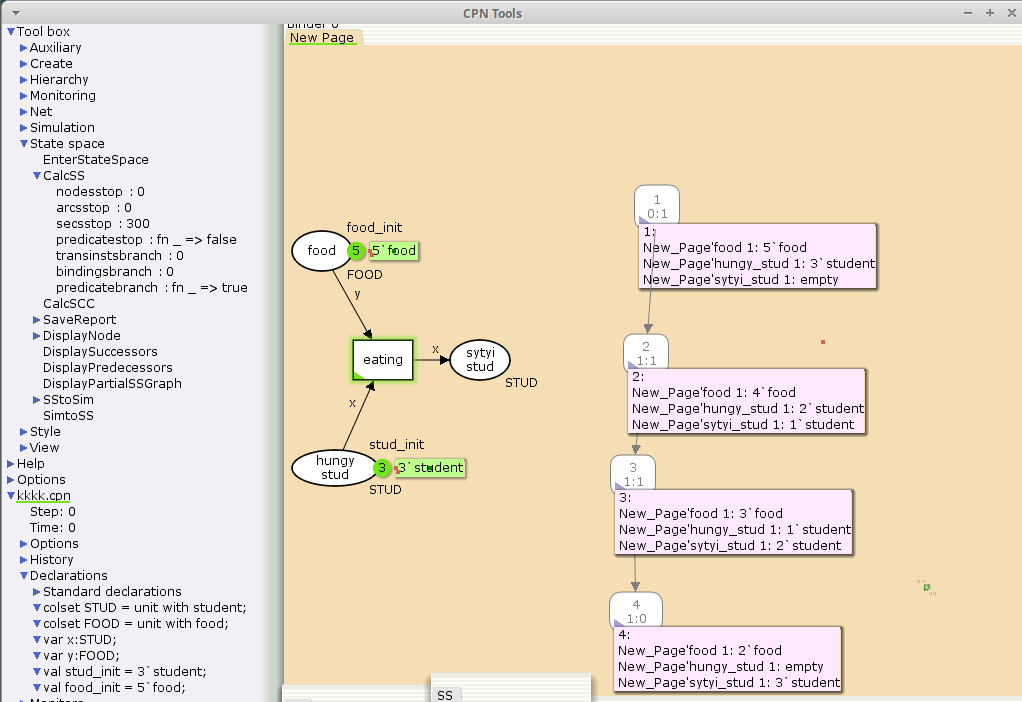 CPN Tools
Tool box
Auxiliary
Create
Hierarchy
Monitoring
Net
Simulation
State space
EnterStateSpace
CalcSS
nodesstop : 0
arcsstop : 0
secsstop : 300
predicatestop : fn _ => false
transinstsbranch : 0
bindingsbranch : 0
predicatebranch : fn _ => true
CalcSCC
SaveReport
DisplayNode
DisplaySuccessors
DisplayPredecessors
DisplayPartialSSGraph
SStoSim
SimtoSS
Style
View
Help
Options
kkkk.cpn
Step: 0
Time: 0
Options
History
Declarations
Standard declarations
colset STUD = unit with student;
colset FOOD = unit with food;
var x:STUD;
var y:FOOD;
val stud_init = 3`student;
val food_init = 5`food;
Monitors
Binder 0
New Page
food_init
food
5
5`food
FOOD
y
eating
x
sytyi
stud
STUD
x
stud_init
hungy
stud
3
3`student
STUD
1
0:1
1:
New_Page'food 1: 5`food
New_Page'hungy_stud 1: 3`student
New_Page'sytyi_stud 1: empty
2
1:1
2:
New_Page'food 1: 4`food
New_Page'hungy_stud 1: 2`student
New_Page'sytyi_stud 1: 1`student
3
1:1
3:
New_Page'food 1: 3`food
New_Page'hungy_stud 1: 1`student
New_Page'sytyi_stud 1: 2`student
4
1:0
4:
New_Page'food 1: 2`food
New_Page'hungy_stud 1: empty
New_Page'sytyi_stud 1: 3`student
SS